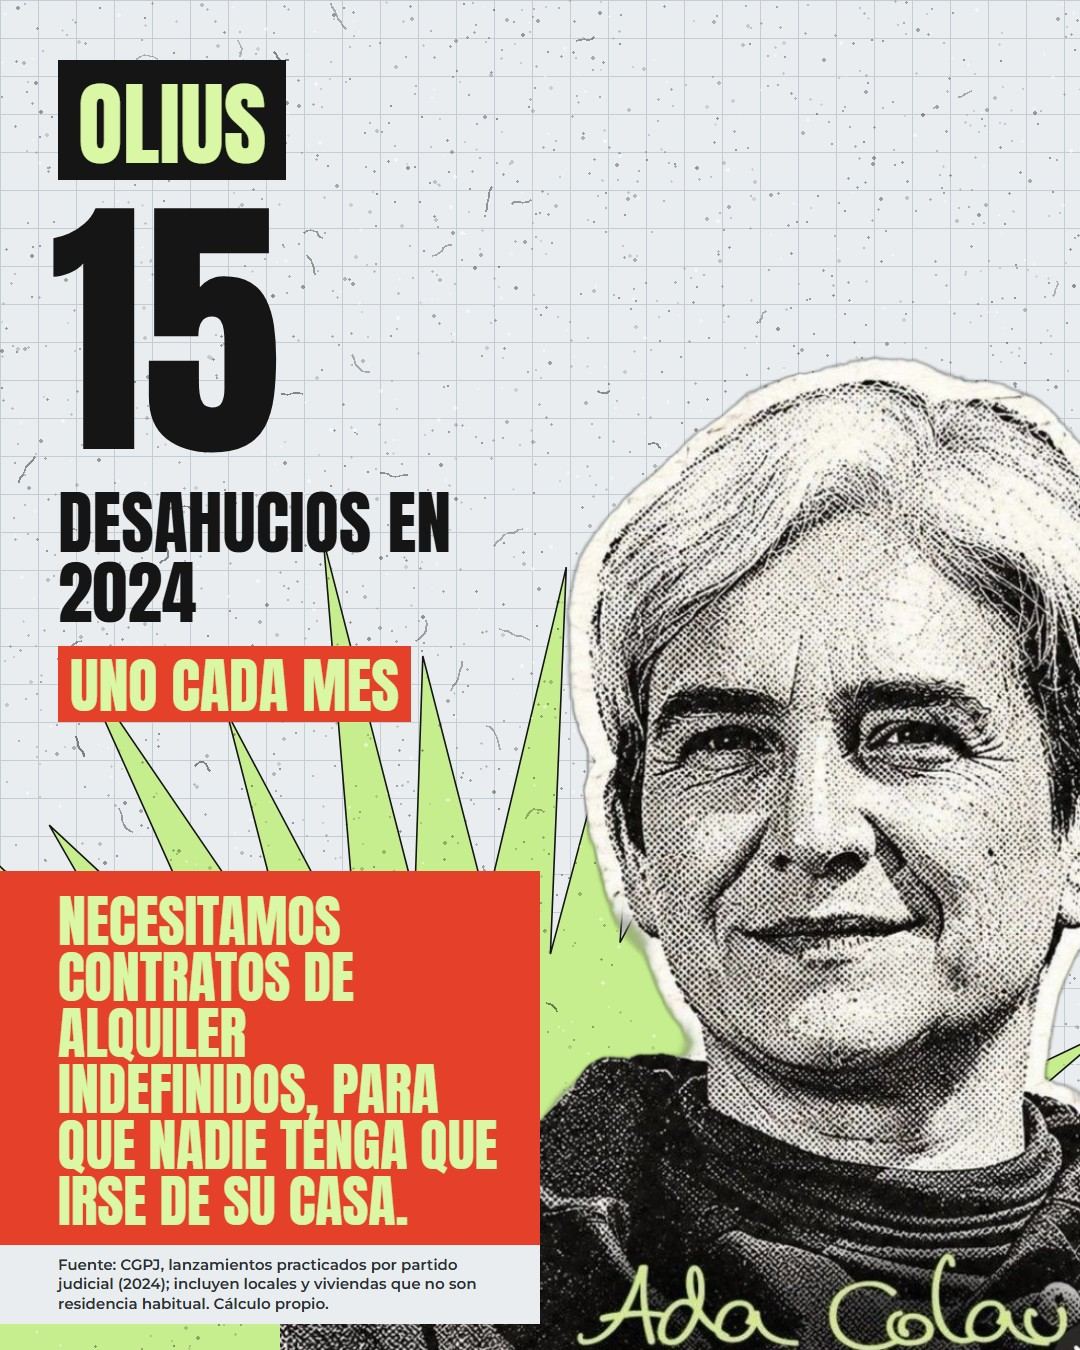 OLIUS
15
DESAHUCIOS EN
2024
UNO CADA MES
NECESITAMOS
CONTRATOS DE
ALQUILER
INDEFINIDOS, PARA
QUE NADIE TENGA QUE
IRSE DE SU CASA.
Fuente: CGPJ, lanzamientos practicados por partido
judicial (2024); incluyen locales y viviendas que no son
residencia habitual. Cálculo propio.
Ada Colau